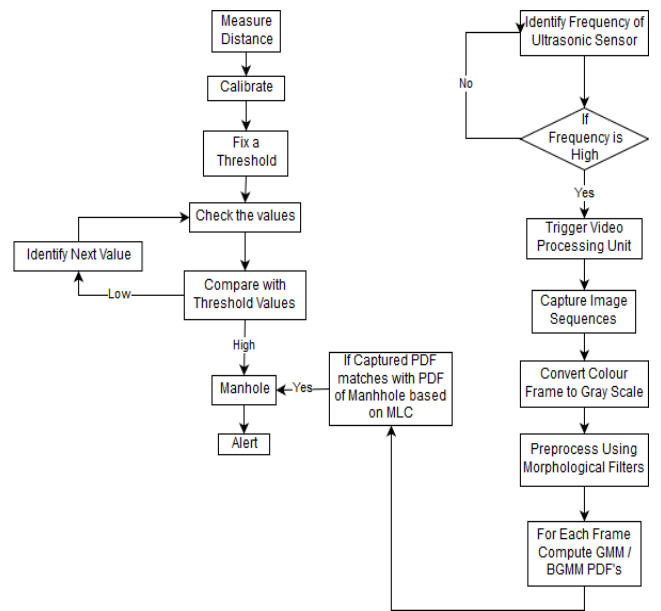 Measure
Distance
Calibrate
Fix a
Threshold
Check the values
Identify Next Value
Compare with
Threshold Values
Low
High
Manhole
Alert
Yes
If Captured PDF
matches with PDF
of Manhhole based
on MLC
Identify Frequency of
Ultrasonic Sensor
No
If
Frequency is
High
Yes
Trigger Video
Processing Unit
Capture Image
Sequences
Convert Colour
Frame to Gray Scale
Preprocess Using
Morphological Filters
For Each Frame
Compute GMM /
BGMM PDF's